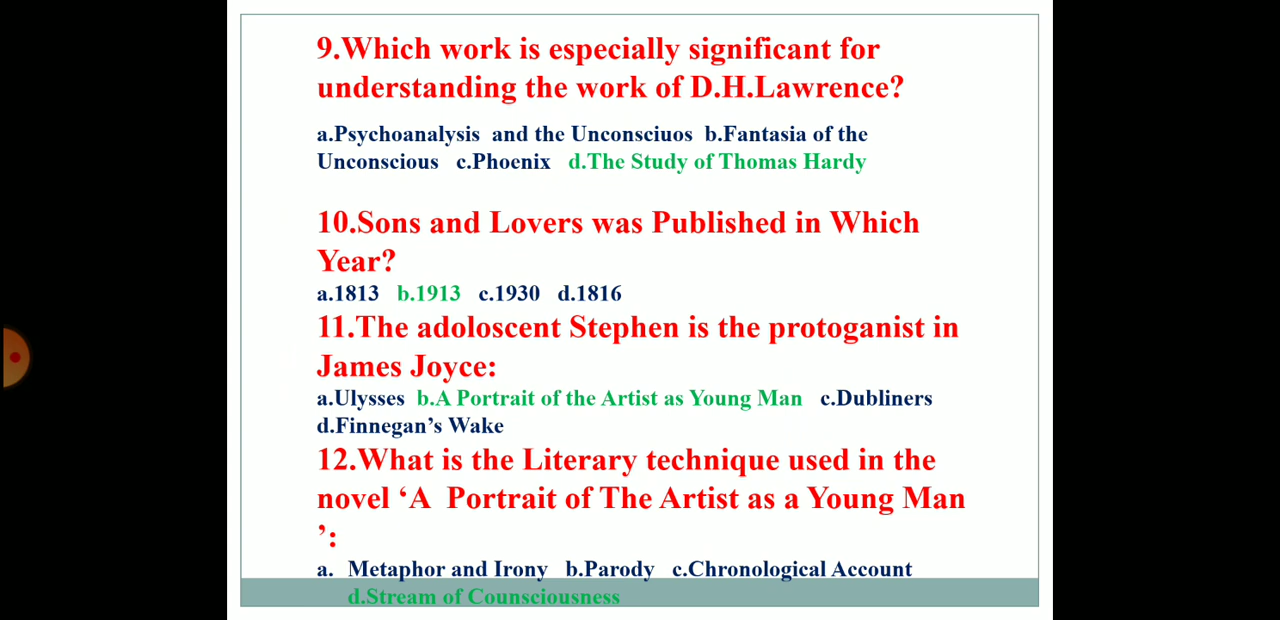 9.Which work is especially significant for
understanding the work of D.H.Lawrence?
a.Psychoanalysis and the Unconsciuos b.Fantasia of the
Unconscious c.Phoenix d.The Study of Thomas Hardy
10.Sons and Lovers was Published in Which
Year?
a.1813 b.1913 c.1930 d.1816
11.The adoloscent Stephen is the protoganist in
James Joyce:
a.Ulysses b.A Portrait of the Artist as Young Man c.Dubliners
d.Finnegan’s Wake
12.What is the Literary technique used in the
novel ‘A Portrait of The Artist as a Young Man
’:
a. Metaphor and Irony b.Parody c.Chronological Account
d.Stream of Counsciousness